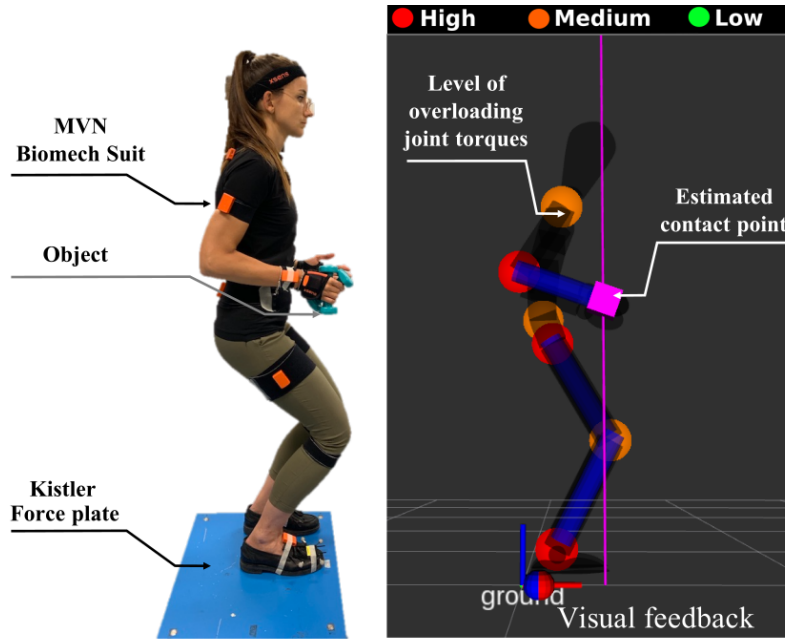 High
Medium
Low
MVN
Biomech Suit
Object
Kistler
Force plate
xsens
Level of
overloading
joint torques
Estimated
contact point
ground
Visual feedback